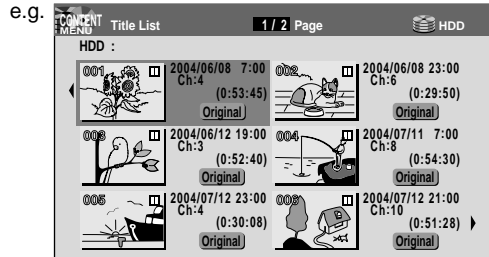 e.g.
CONTENT MENU Title List 1 / 2 Page HDD
HDD :
001 2004/06/08 7:00 Ch:4 (0:53:45) Original
002 2004/06/08 23:00 Ch:6 (0:29:50) Original
003 2004/06/12 19:00 Ch:3 (0:52:40) Original
004 2004/07/11 7:00 Ch:8 (0:54:30) Original
005 2004/07/12 23:00 Ch:4 (0:30:08) Original
006 2004/07/12 21:00 Ch:10 (0:51:28) Original